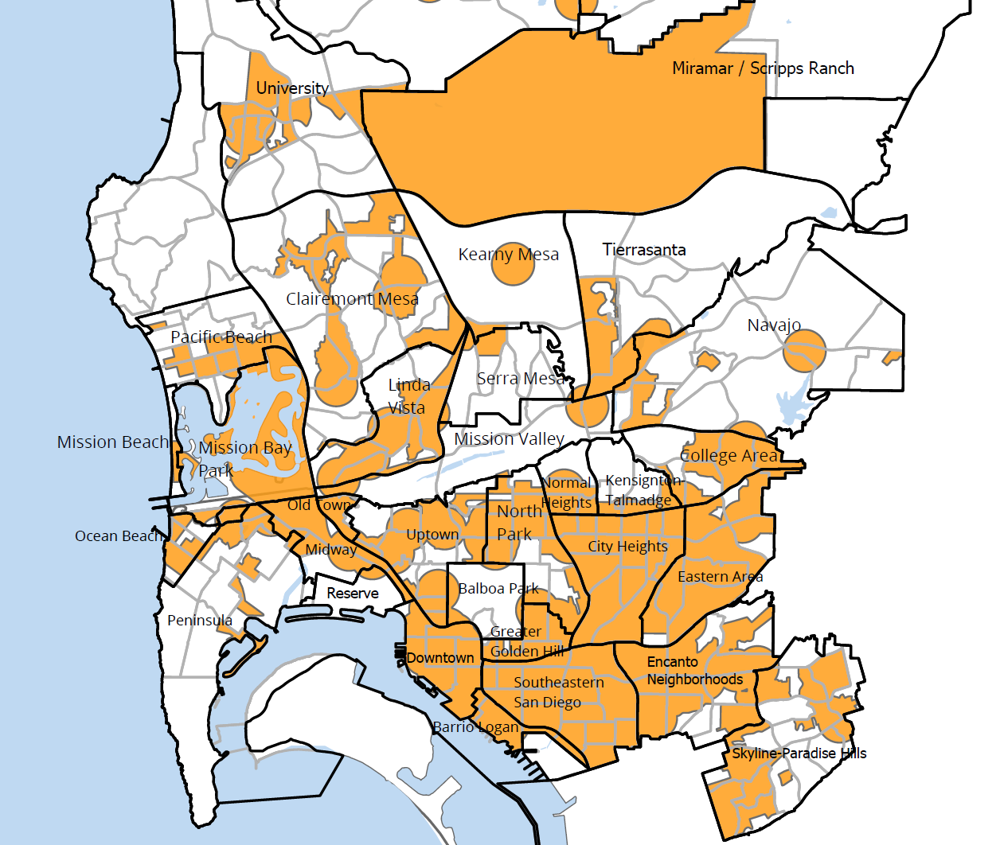 Miramar / Scripps Ranch
University
Tierrasanta
Kearny Mesa
Clairemont Mesa
Navajo
Pacific Beach
Serra Mesa
Linda
Vista
Mission Beach
Mission Valley
Mission Bay
Park
College Area
Normal
Heights
Kensignton-
Talmadge
Old Town
North
Park
Ocean Beach
Uptown
Midway
City Heights
Eastern Area
Reserve
Balboa Park
Peninsula
Greater
Golden Hill
Downtown
Encanto
Neighborhoods
Southeastern
San Diego
Barrio Logan
Skyline-Paradise Hills